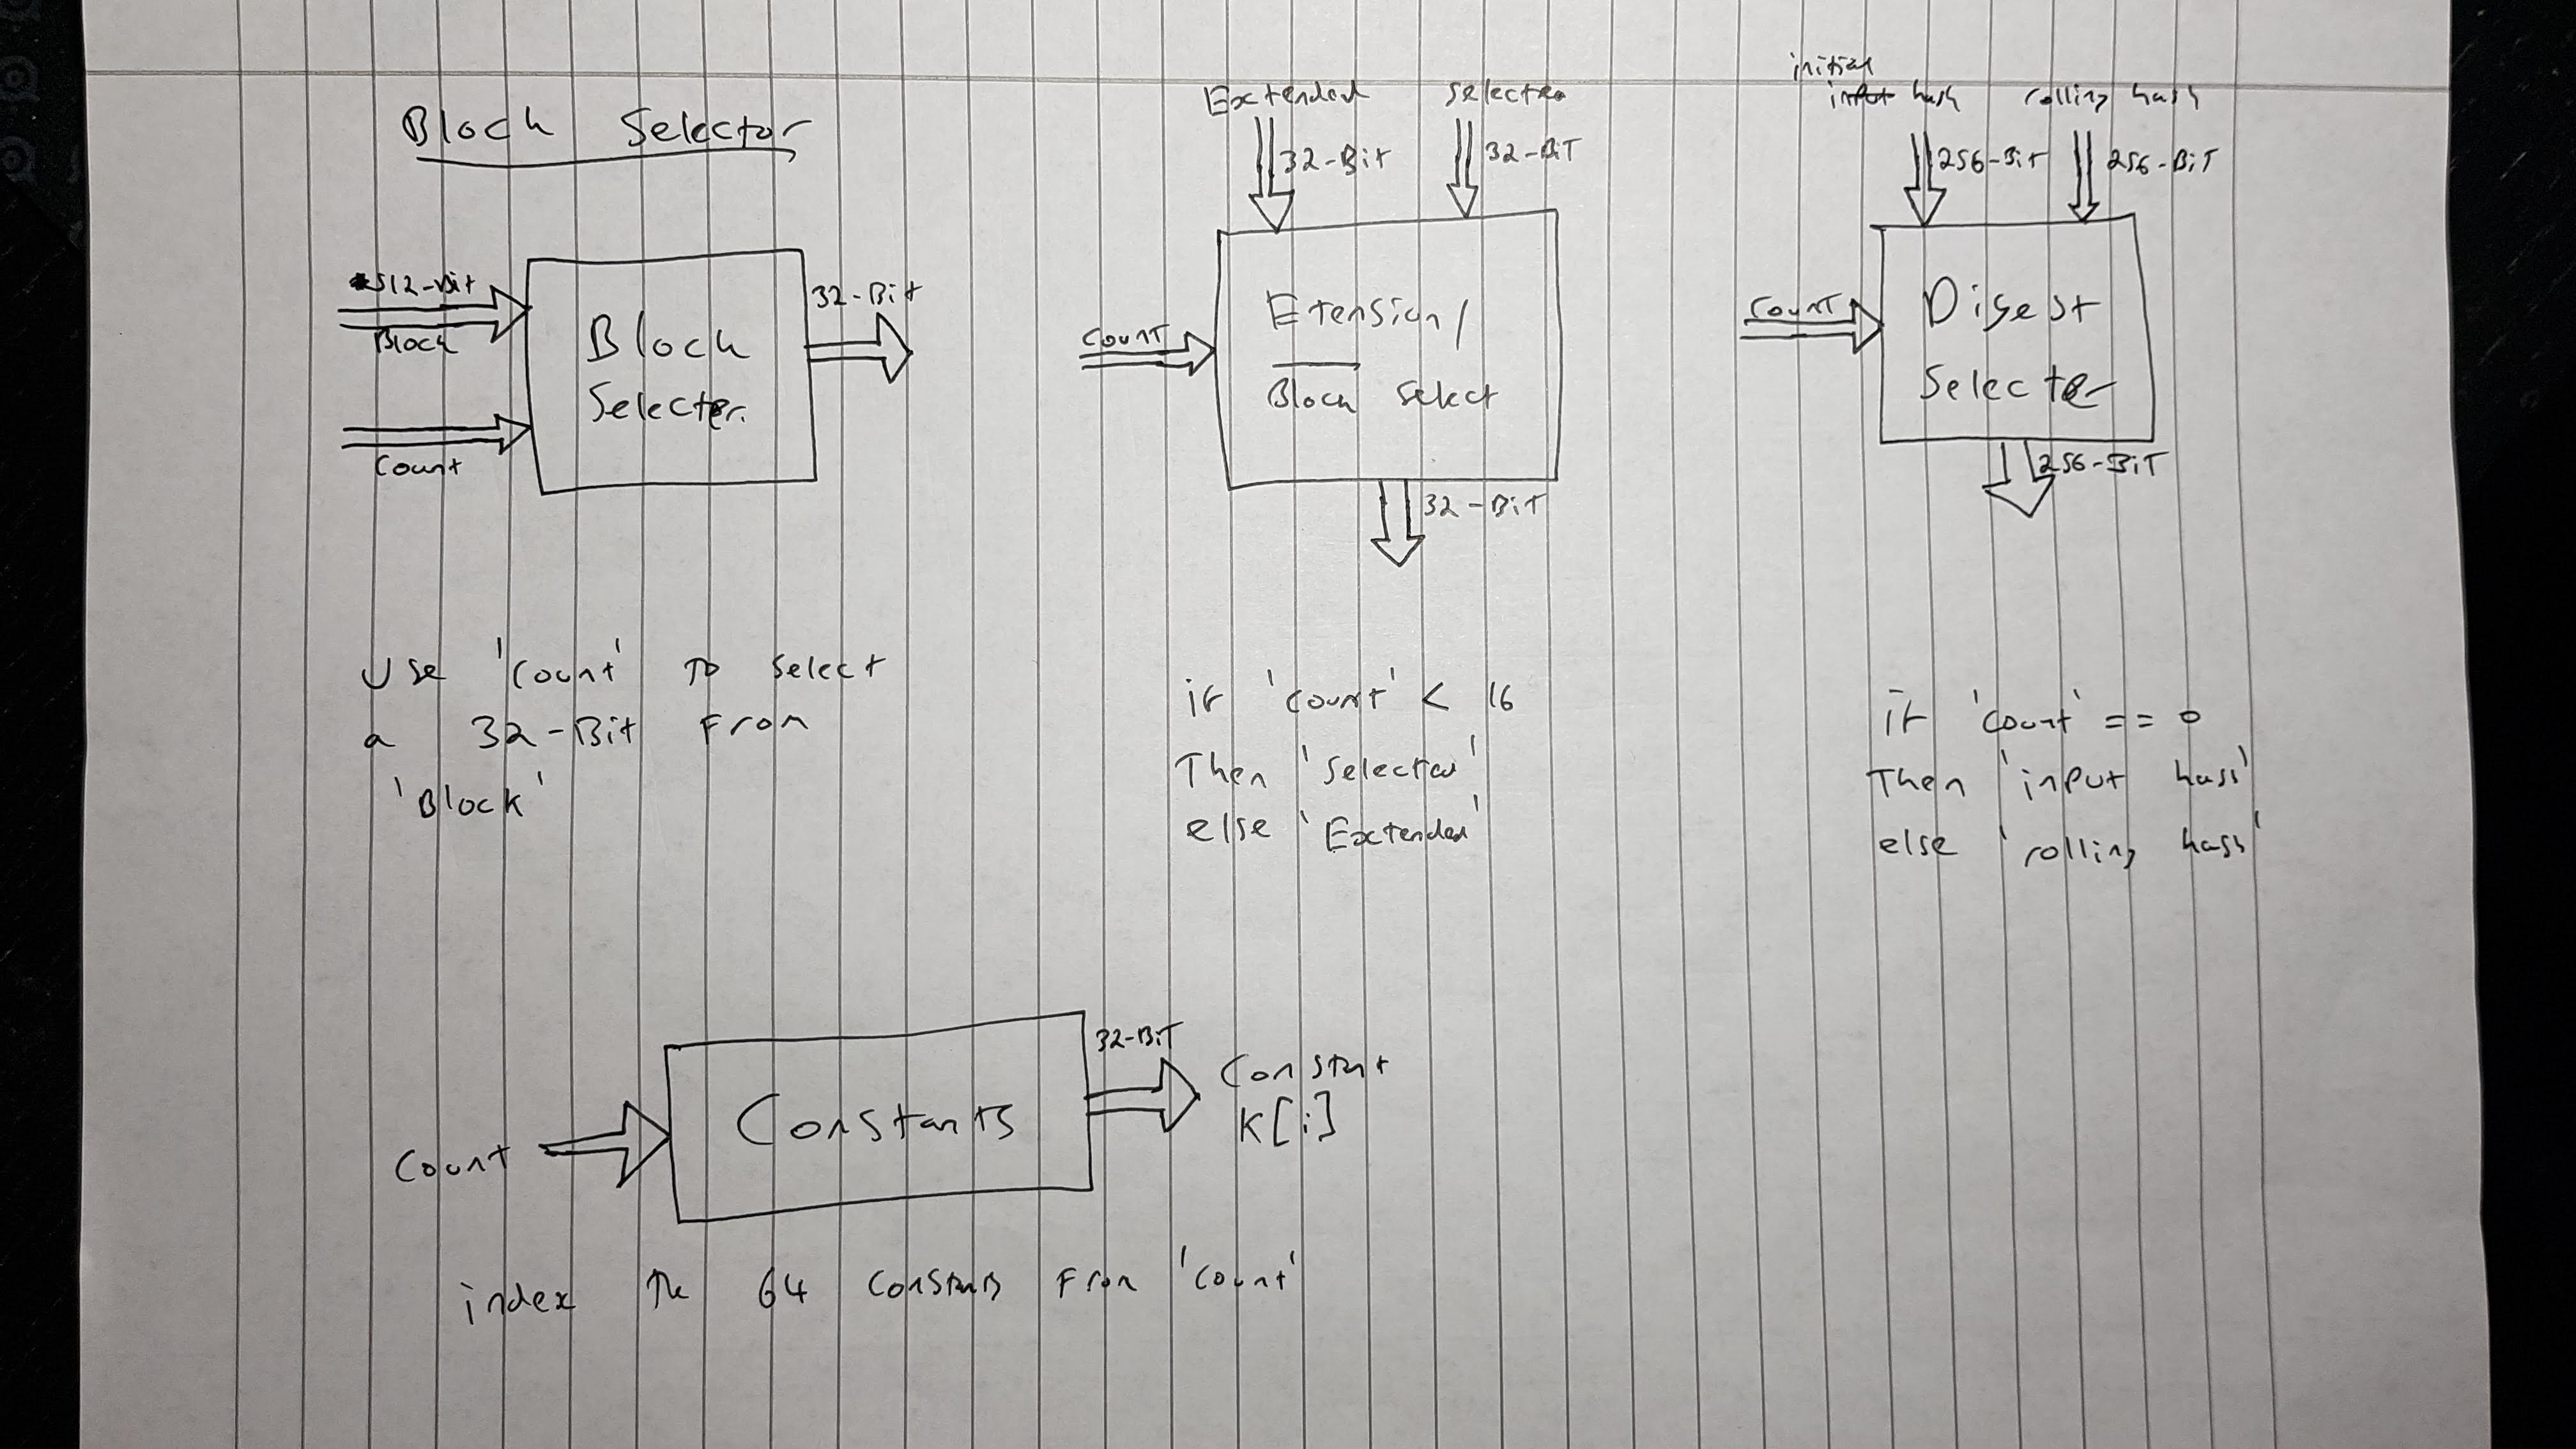 Block Selector
512-Bit
Block
Count
Block
Selecter.
32-Bit
Use 'Count' to select
a 32-Bit From
'Block'
Extended
32-Bit
32-BiT
Count
Extension/
Block Select
32-BiT
if 'Count' < 16
Then 'Selected'
else 'Extended'
initial
input hash
rolling hash
256-Bit
256-BiT
Count
Digest
Selecter
256-BiT
if 'Count' == 0
Then 'input hash'
else 'rolling hash'
Count
Constants
32-BiT
Constant
K[i]
index the 64 constants From 'Count'